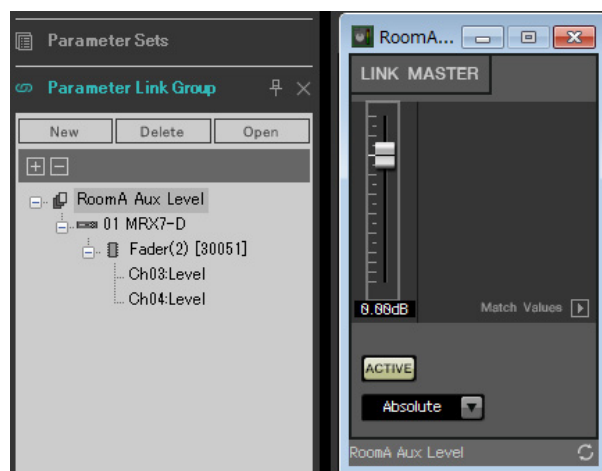 Parameter Sets
Parameter Link Group
New Delete Open
RoomA Aux Level
01 MRX7-D
Fader(2) [30051]
Ch03:Level
Ch04:Level
RoomA...
LINK MASTER
0.00dB
Match Values
ACTIVE
Absolute
RoomA Aux Level